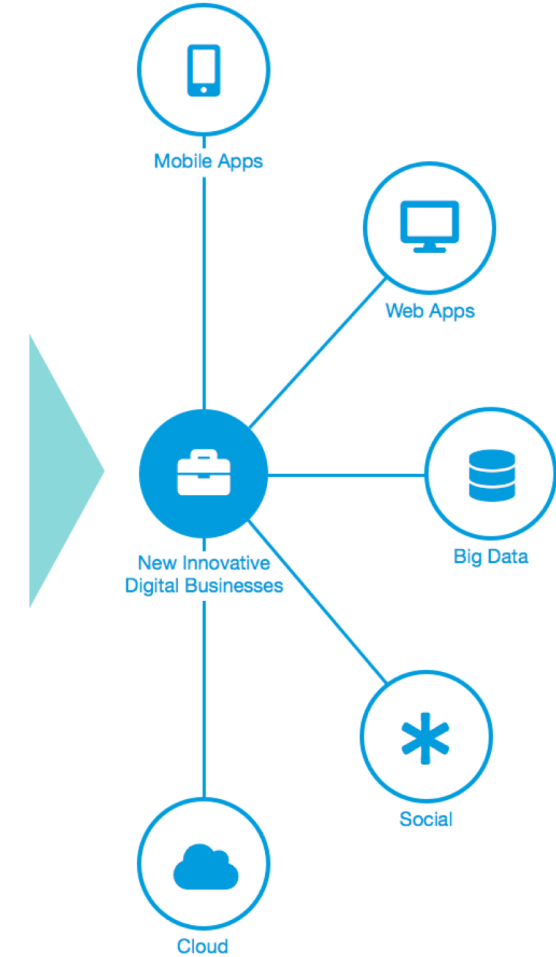 Mobile Apps
Web Apps
Big Data
New Innovative
Digital Businesses
Social
Cloud